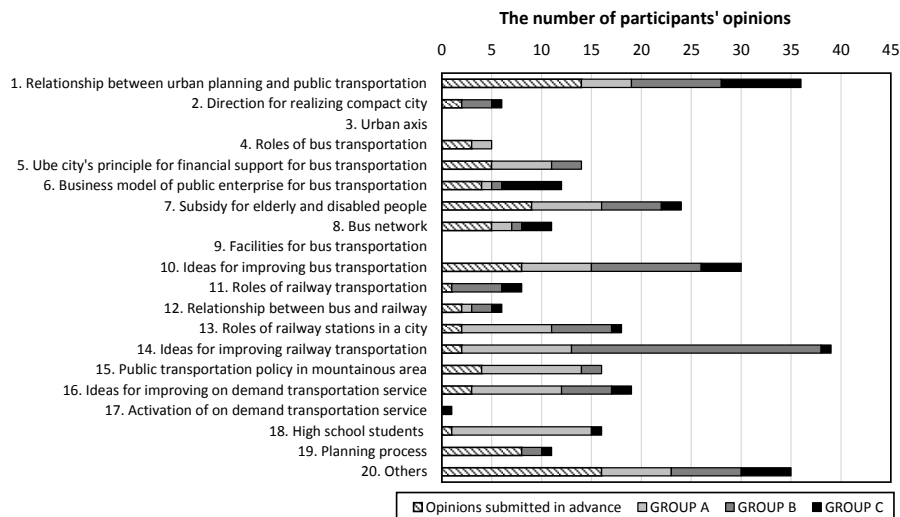 The number of participants' opinions
0 5 10 15 20 25 30 35 40 45
1. Relationship between urban planning and public transportation
2. Direction for realizing compact city
3. Urban axis
4. Roles of bus transportation
5. Ube city's principle for financial support for bus transportation
6. Business model of public enterprise for bus transportation
7. Subsidy for elderly and disabled people
8. Bus network
9. Facilities for bus transportation
10. Ideas for improving bus transportation
11. Roles of railway transportation
12. Relationship between bus and railway
13. Roles of railway stations in a city
14. Ideas for improving railway transportation
15. Public transportation policy in mountainous area
16. Ideas for improving on demand transportation service
17. Activation of on demand transportation service
18. High school students
19. Planning process
20. Others
Opinions submitted in advance GROUP A GROUP B GROUP C